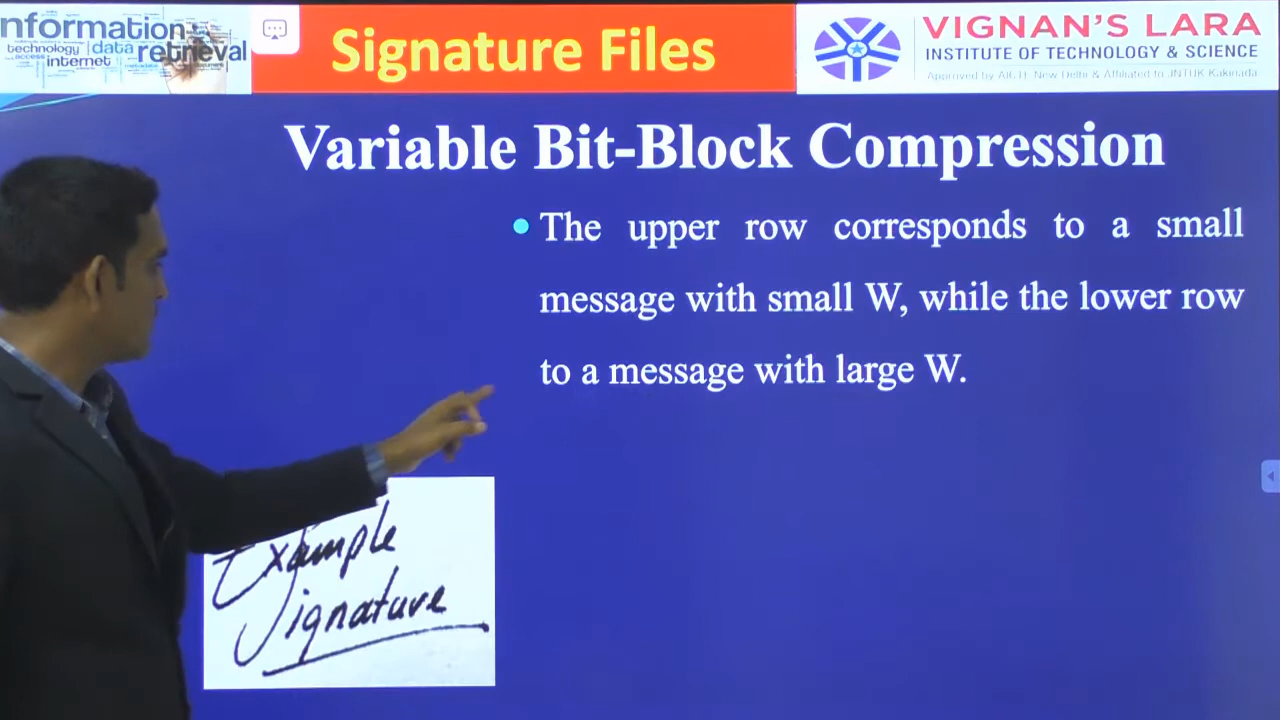 nformation
technology data retrieval
access internet
Signature Files
VIGNAN'S LARA
INSTITUTE OF TECHNOLOGY & SCIENCE
Approved by AICTE New Delhi & Affiliated to JNTUK Kakinada
Variable Bit-Block Compression
The upper row corresponds to a small
message with small W, while the lower row
to a message with large W.
Example
Signature